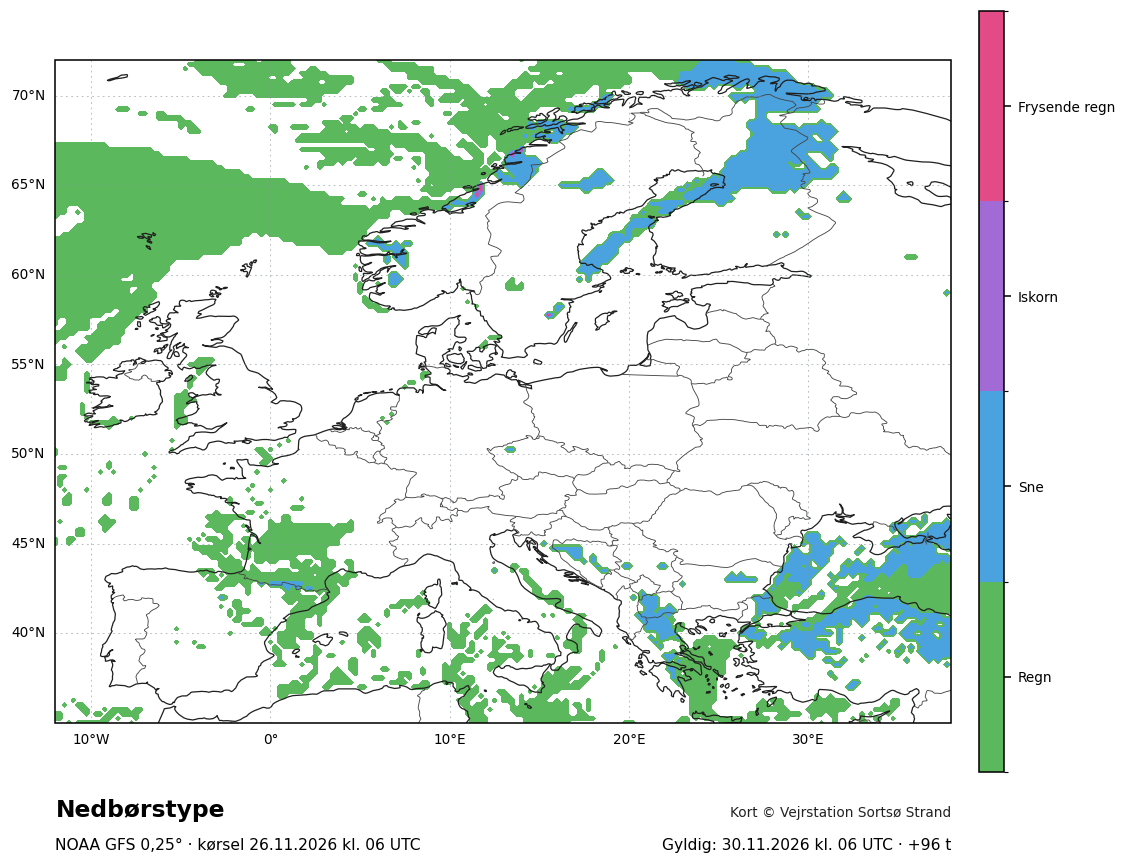 Frysende regn
Iskorn
Sne
Regn
70°N
65°N
60°N
55°N
50°N
45°N
40°N
10°W
0°
10°E
20°E
30°E
Nedbørstype
Kort © Vejrstation Sortsø Strand
NOAA GFS 0,25° · kørsel 26.11.2026 kl. 06 UTC
Gyldig: 30.11.2026 kl. 06 UTC · +96 t